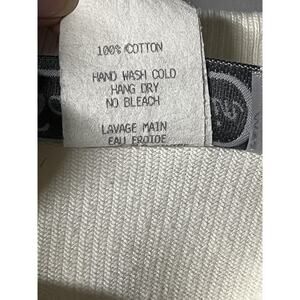 100% COTTON
HAND WASH COLD
HANG DRY
NO BLEACH
LAVAGE MAIN
EAU FROIDE